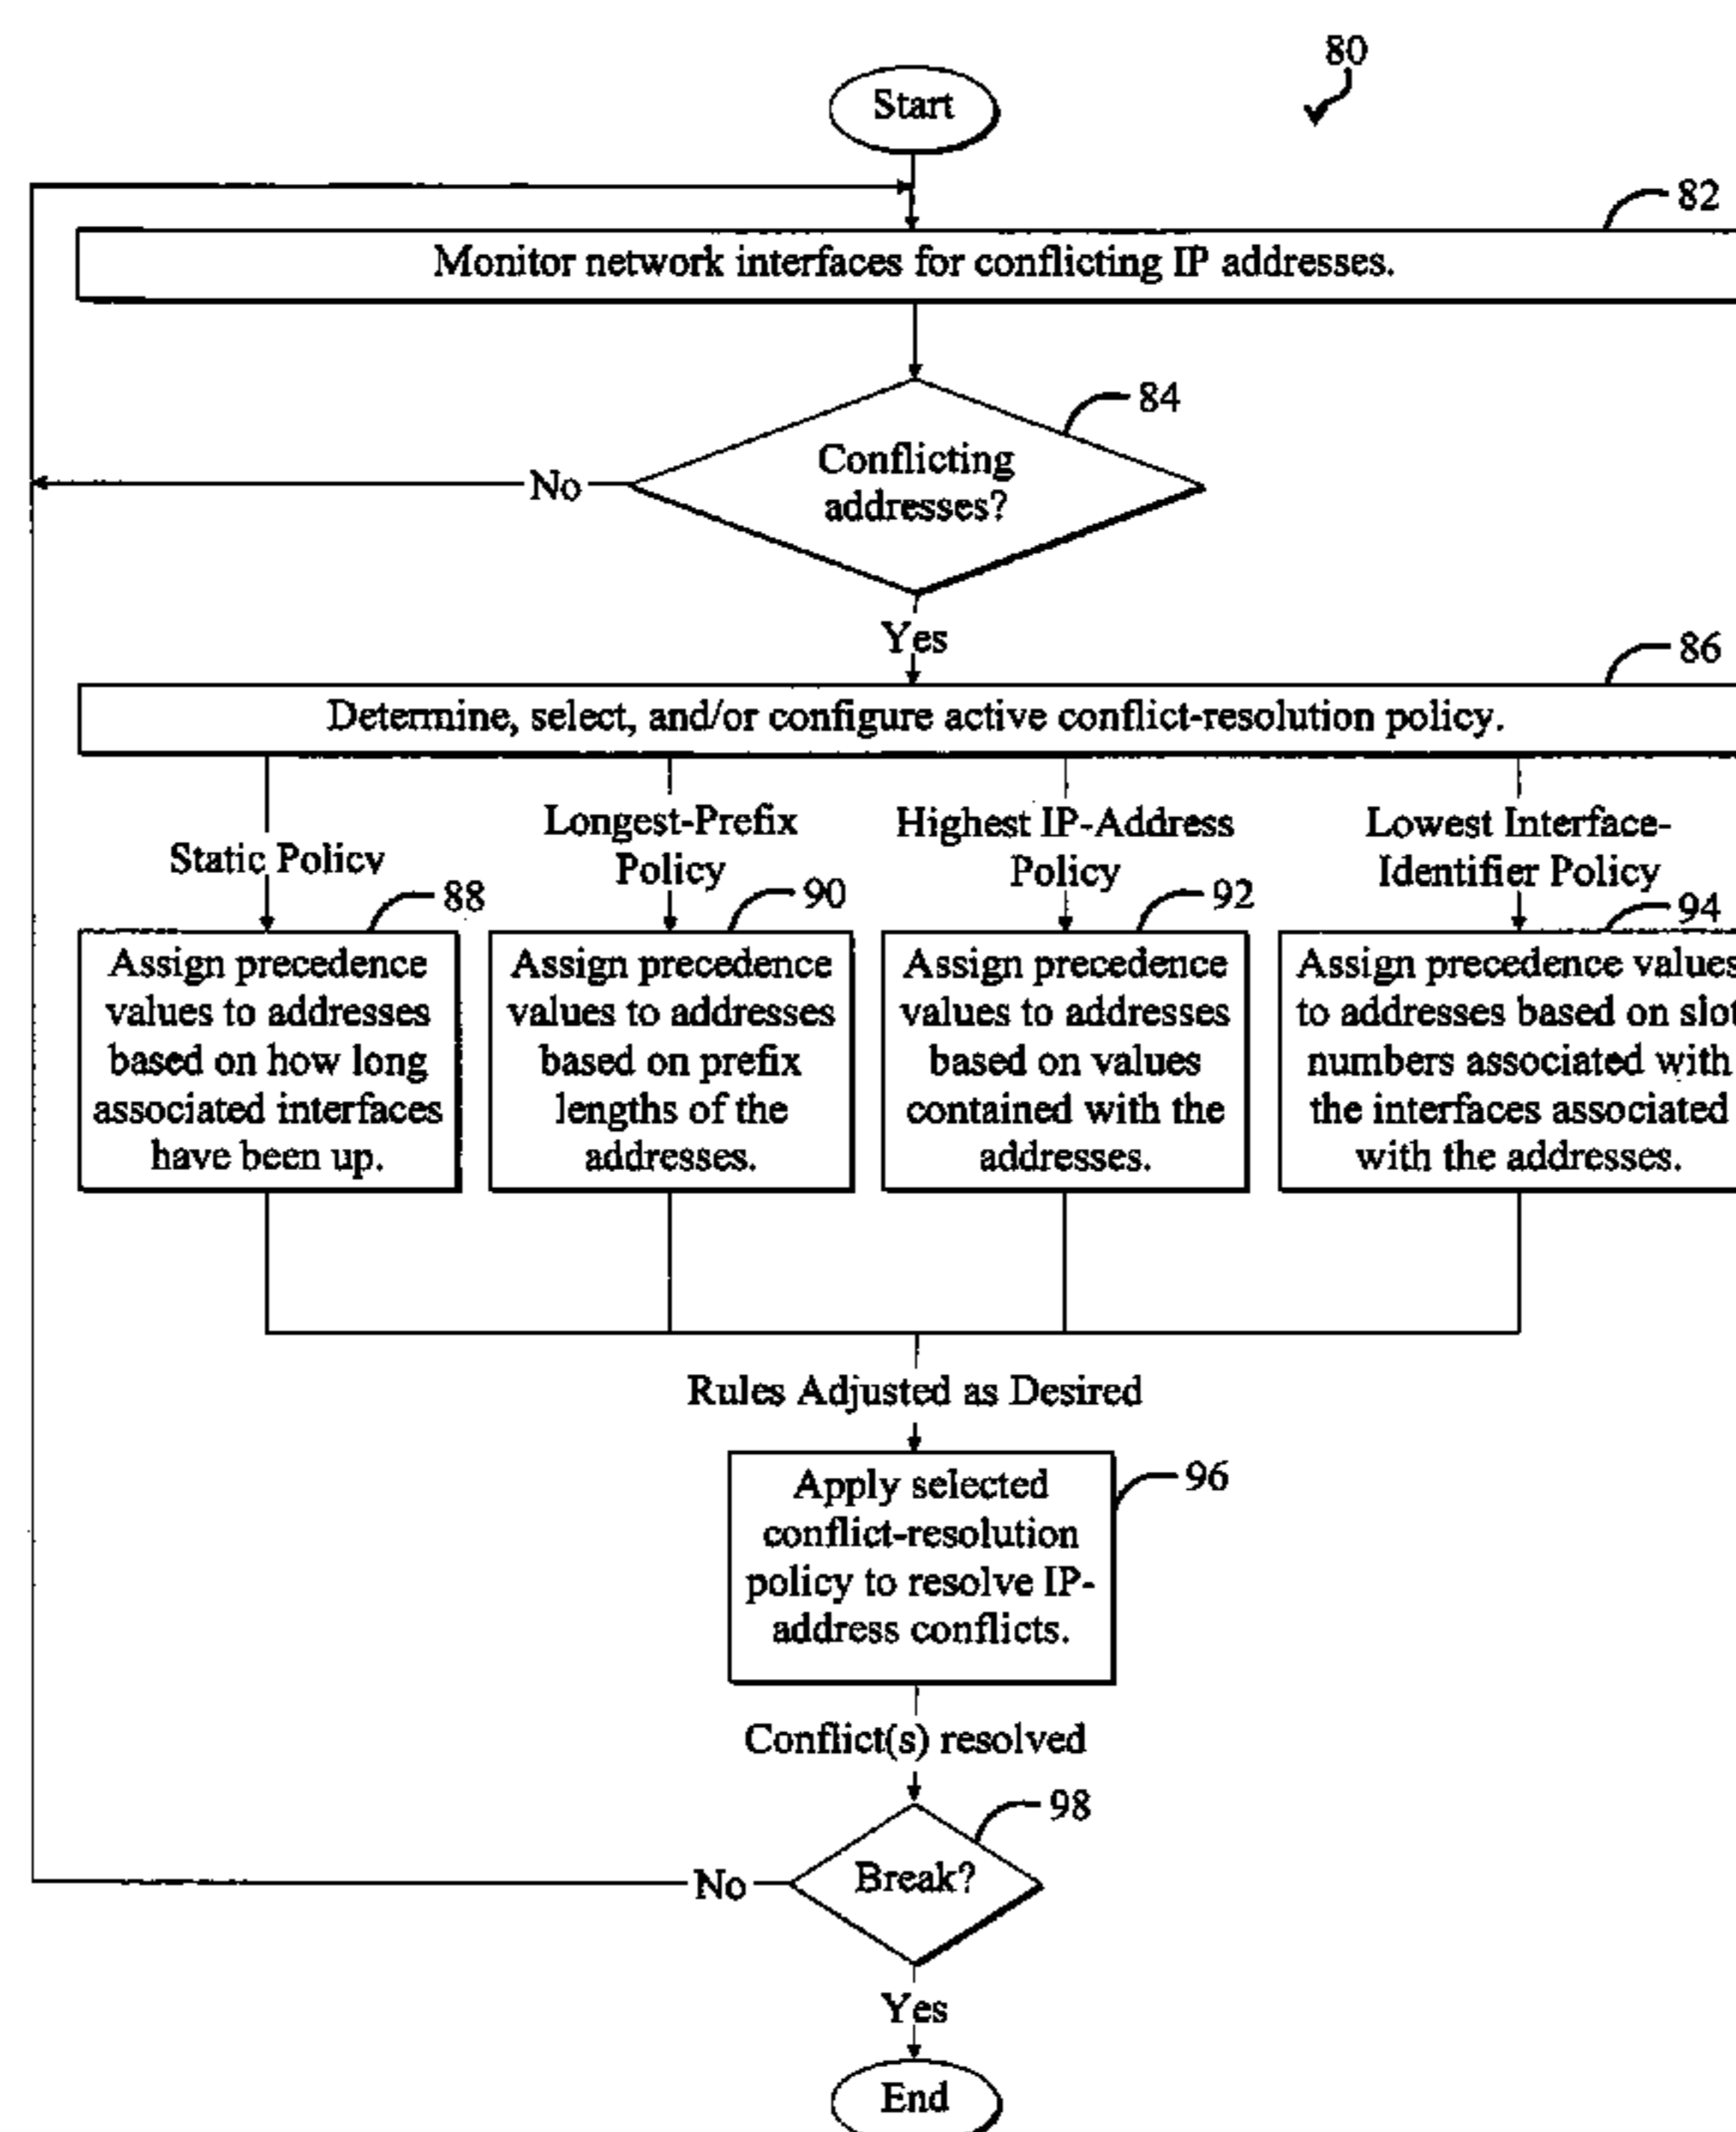 80
Start
82
Monitor network interfaces for conflicting IP addresses.
84
Conflicting
addresses?
No
Yes
86
Determine, select, and/or configure active conflict-resolution policy.
Static Policy
88
Longest-Prefix
Policy
90
Highest IP-Address
Policy
92
Lowest Interface-
Identifier Policy
94
Assign precedence
values to addresses
based on how long
associated interfaces
have been up.
Assign precedence
values to addresses
based on prefix
lengths of the
addresses.
Assign precedence
values to addresses
based on values
contained with the
addresses.
Assign precedence values
to addresses based on slot
numbers associated with
the interfaces associated
with the addresses.
Rules Adjusted as Desired
Apply selected
conflict-resolution
policy to resolve IP-
address conflicts.
96
Conflict(s) resolved
98
Break?
No
Yes
End